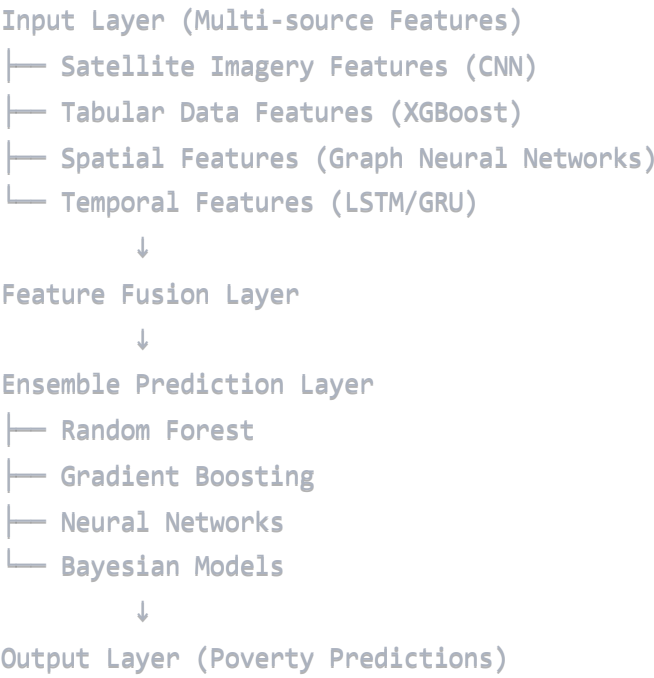 Input Layer (Multi-source Features)
├── Satellite Imagery Features (CNN)
├── Tabular Data Features (XGBoost)
├── Spatial Features (Graph Neural Networks)
└── Temporal Features (LSTM/GRU)
↓
Feature Fusion Layer
↓
Ensemble Prediction Layer
├── Random Forest
├── Gradient Boosting
├── Neural Networks
└── Bayesian Models
↓
Output Layer (Poverty Predictions)